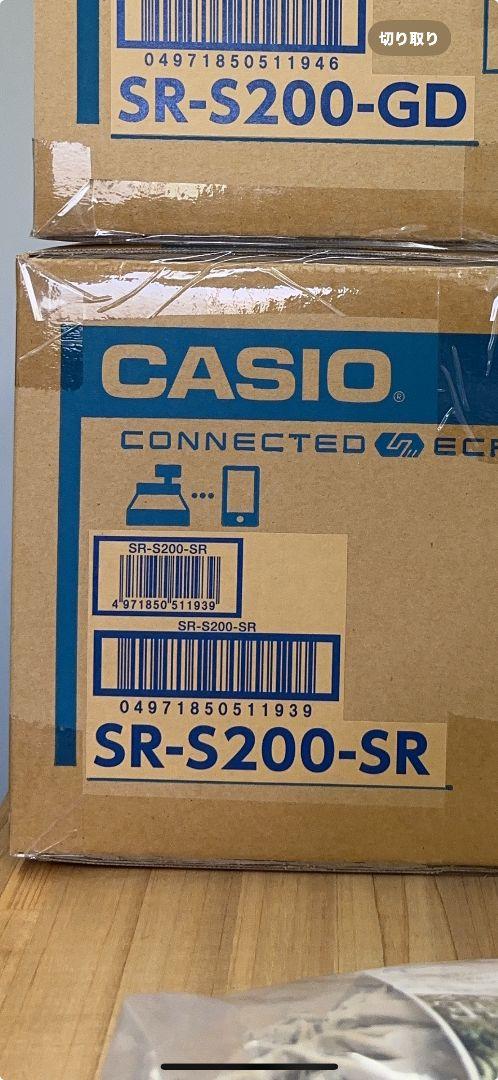 切り取り
04971850511946
SR-S200-GD
CASIO®
CONNECTED ECR
SR-S200-SR
4 971850 511939
SR-S200-SR
04971850511939
SR-S200-SR